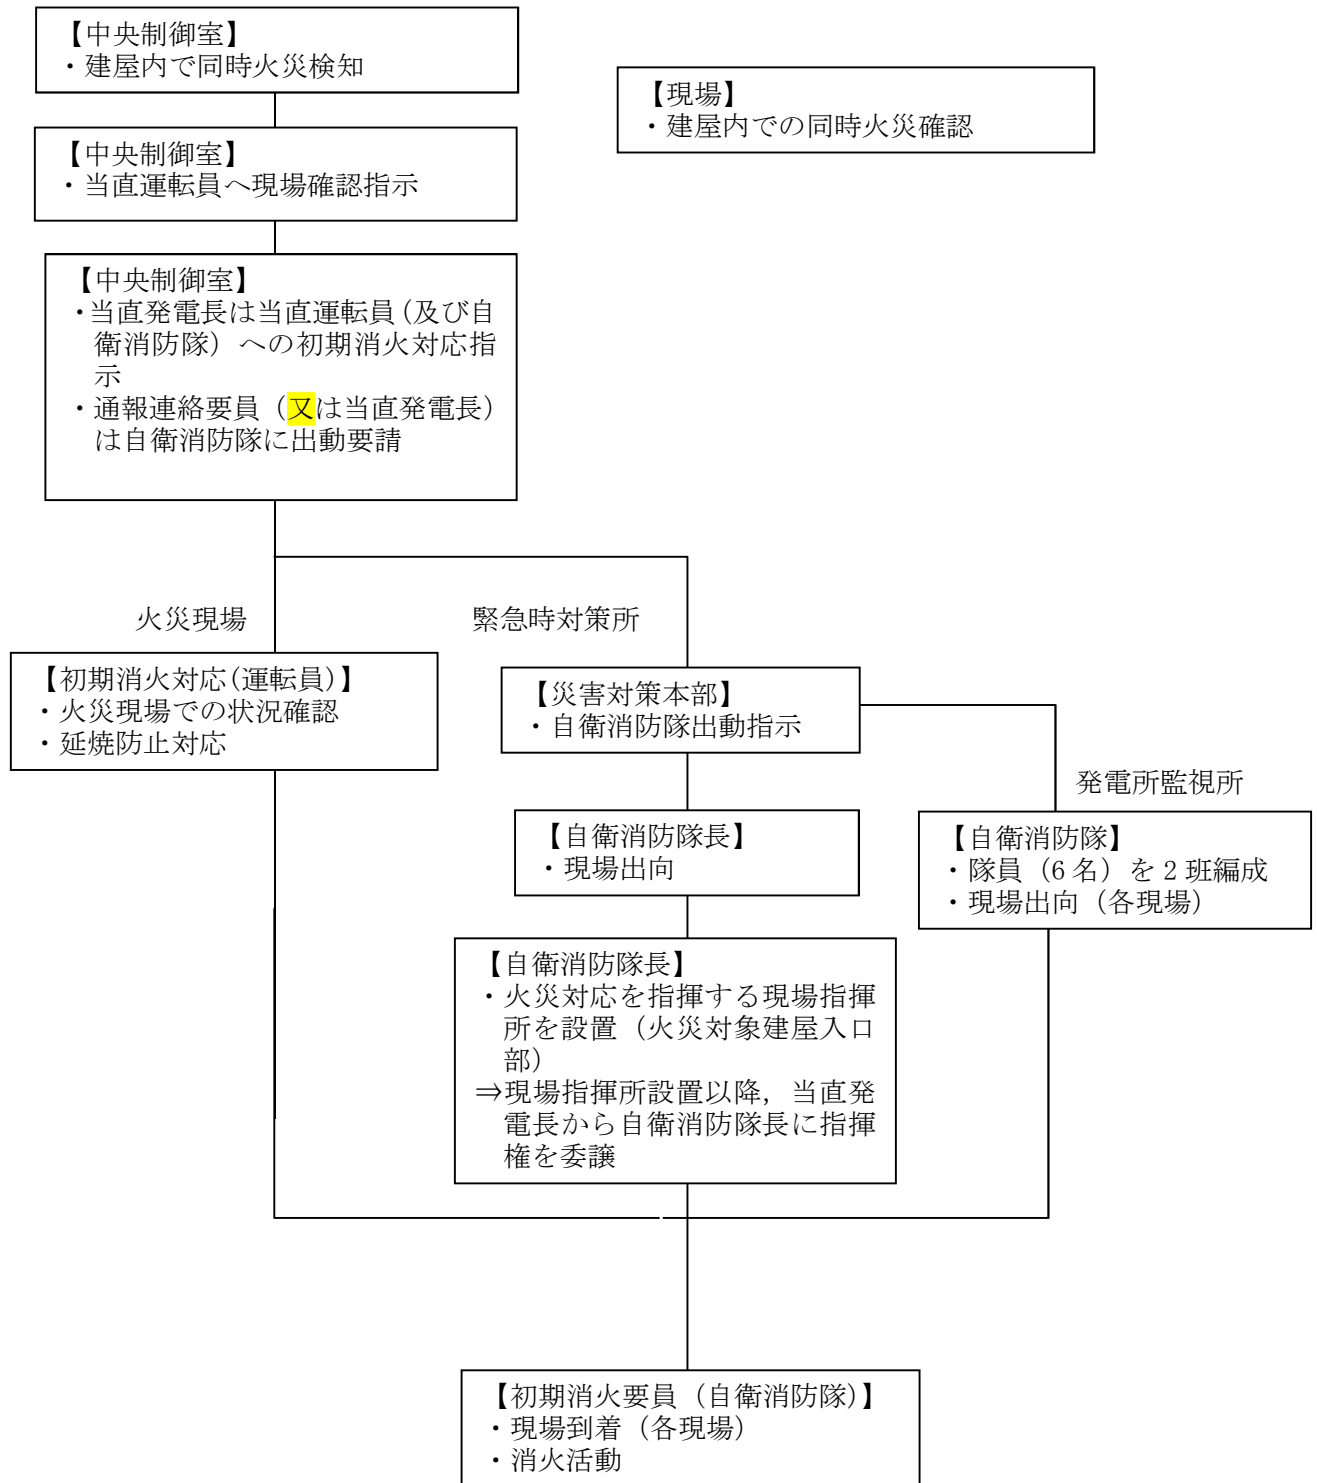 【中央制御室】
・建屋内で同時火災検知
【現場】
・建屋内での同時火災確認
【中央制御室】
・当直運転員へ現場確認指示
【中央制御室】
・当直発電長は当直運転員(及び自
衛消防隊)への初期消火対応指
示
・通報連絡要員(又は当直発電長)
は自衛消防隊に出動要請
火災現場
緊急時対策所
【初期消火対応(運転員)】
・火災現場での状況確認
・延焼防止対応
【災害対策本部】
・自衛消防隊出動指示
発電所監視所
【自衛消防隊長】
・現場出向
【自衛消防隊】
・隊員(6名)を2班編成
・現場出向(各現場)
【自衛消防隊長】
・火災対応を指揮する現場指揮
所を設置(火災対象建屋入口
部)
⇒現場指揮所設置以降,当直発
電長から自衛消防隊長に指揮
権を委譲
【初期消火要員(自衛消防隊)】
・現場到着(各現場)
・消火活動